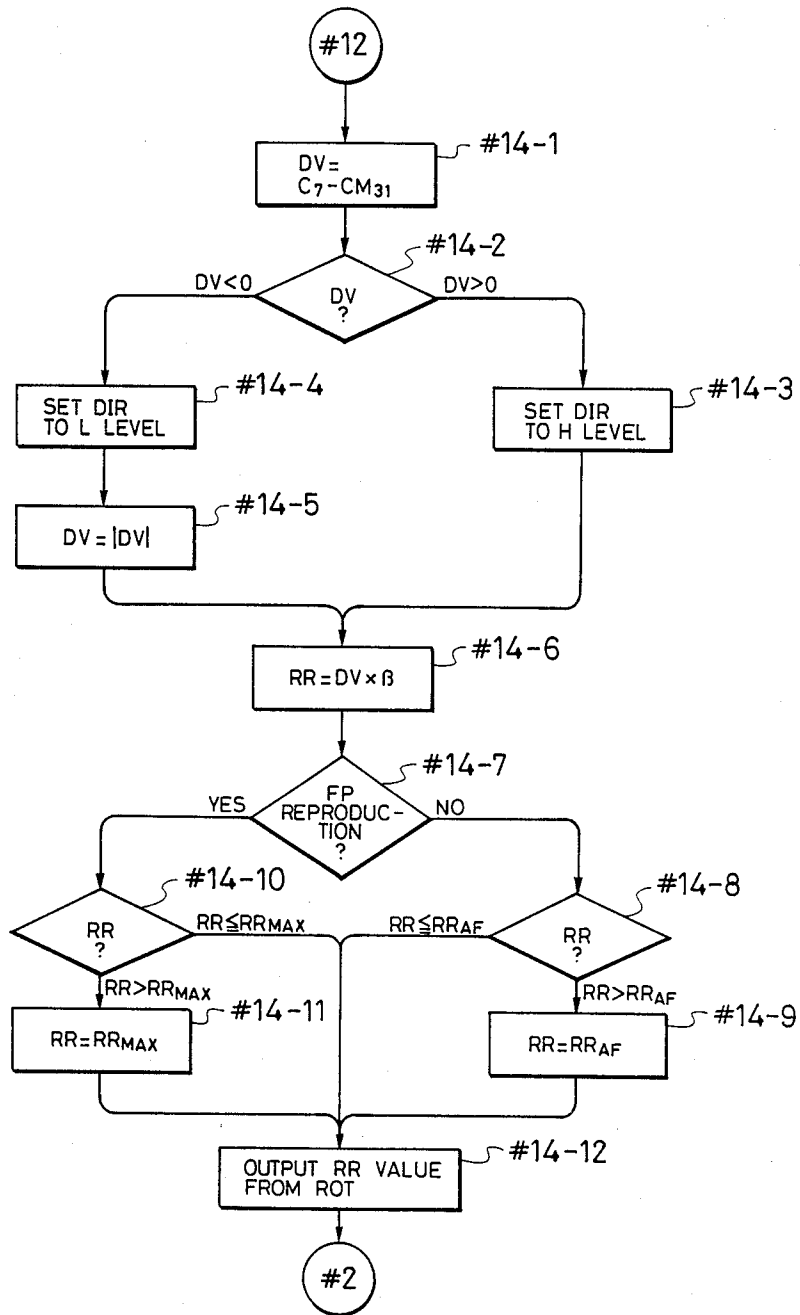 #12
#14-1
DV=
C7-CM31
#14-2
DV<0
DV>0
DV
?
#14-4
#14-3
SET DIR
TO L LEVEL
SET DIR
TO H LEVEL
#14-5
DV=|DV|
#14-6
RR=DV×β
#14-7
FP
REPRODUC-
TION
?
YES
NO
#14-10
#14-8
RR
?
RR≦RRMAX
RR≦RRAF
RR
?
RR>RRMAX
RR>RRAF
#14-11
#14-9
RR=RRMAX
RR=RRAF
#14-12
OUTPUT RR VALUE
FROM ROT
#2